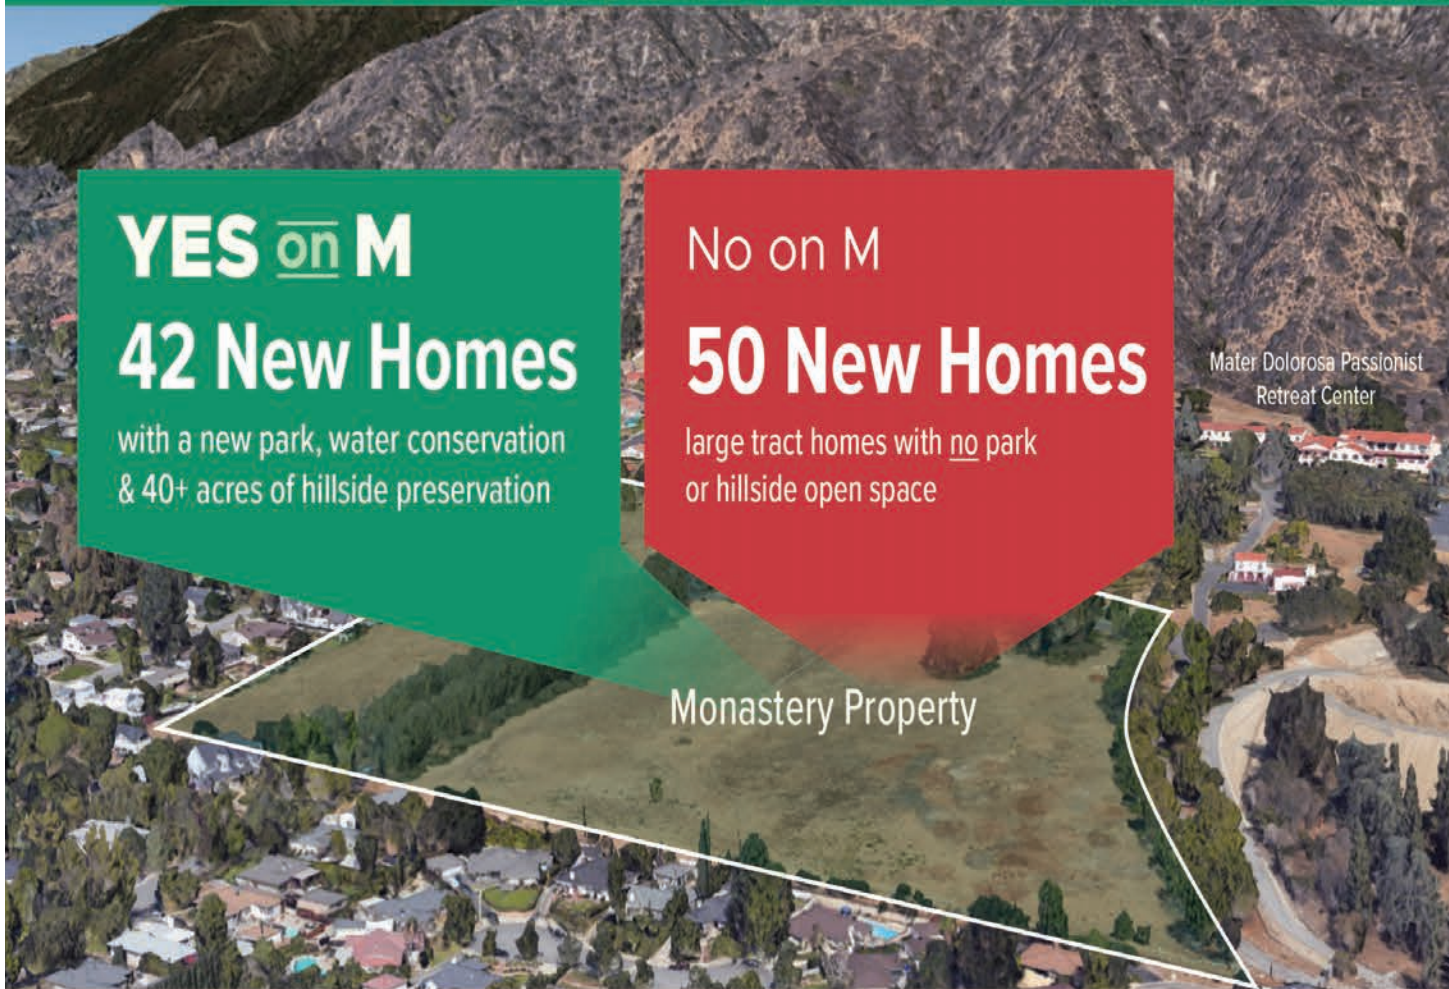 YES on M
42 New Homes
with a new park, water conservation
& 40+ acres of hillside preservation
No on M
50 New Homes
large tract homes with no park
or hillside open space
Mater Dolorosa Passionist
Retreat Center
Monastery Property